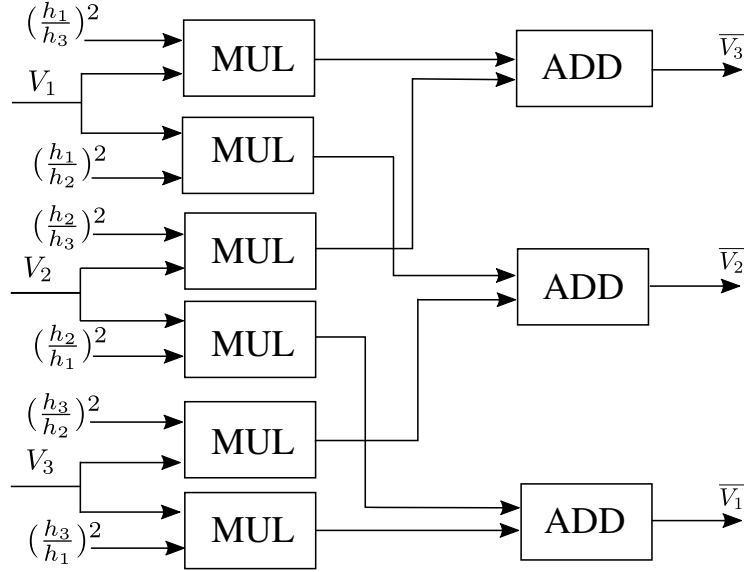 (h₁/h₃)²
MUL
ADD
V̅₃
V₁
MUL
(h₁/h₂)²
(h₂/h₃)²
MUL
V₂
ADD
V̅₂
MUL
(h₂/h₁)²
(h₃/h₂)²
MUL
V₃
ADD
V̅₁
MUL
(h₃/h₁)²